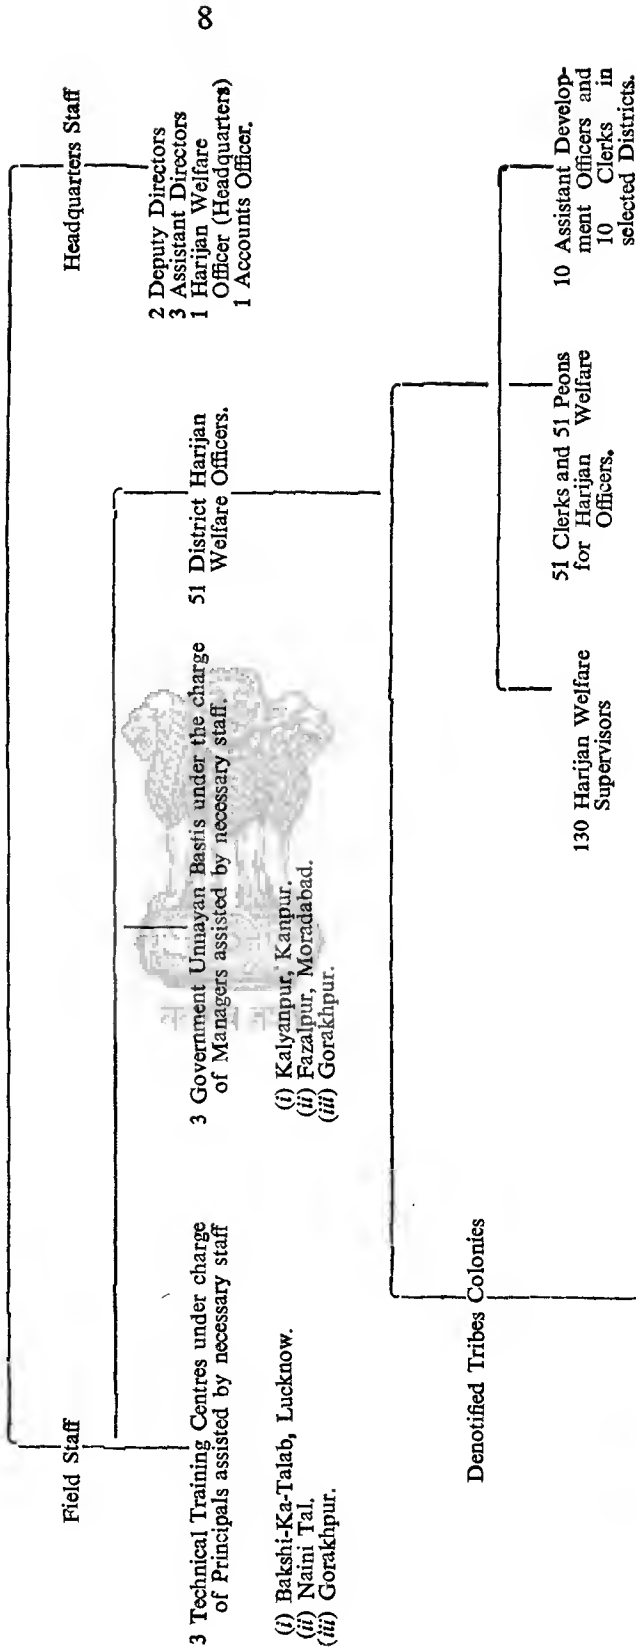 8
Field Staff
Headquarters Staff
2 Deputy Directors
3 Assistant Directors
1 Harijan Welfare
Officer (Headquarters)
1 Accounts Officer.
3 Technical Training Centres under charge
of Principals assisted by necessary staff
(i) Bakshi-Ka-Talab, Lucknow.
(ii) Naini Tal.
(iii) Gorakhpur.
3 Government Unnayan Bastis under the charge
of Managers assisted by necessary staff.
(i) Kalyanpur, Kanpur.
(ii) Fazalpur, Moradabad.
(iii) Gorakhpur.
51 District Harijan
Welfare Officers.
Denotified Tribes Colonies
130 Harijan Welfare
Supervisors
51 Clerks and 51 Peons
for Harijan Welfare
Officers.
10 Assistant Develop-
ment Officers and
10 Clerks in
selected Districts.